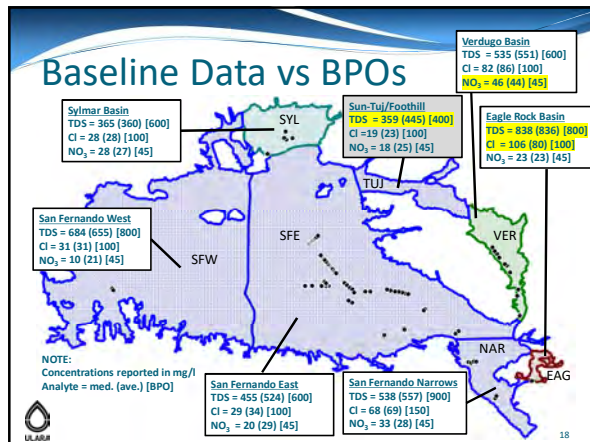 Baseline Data vs BPOs
Verdugo Basin
TDS = 535 (551) [600]
Cl = 82 (86) [100]
NO₃ = 46 (44) [45]
Sylmar Basin
TDS = 365 (360) [600]
Cl = 28 (28) [100]
NO₃ = 28 (27) [45]
Sun-Tuj/Foothill
TDS = 359 (445) [400]
Cl =19 (23) [100]
NO₃ = 18 (25) [45]
Eagle Rock Basin
TDS = 838 (836) [800]
Cl = 106 (80) [100]
NO₃ = 23 (23) [45]
SYL
TUJ
San Fernando West
TDS = 684 (655) [800]
Cl = 31 (31) [100]
NO₃ = 10 (21) [45]
SFW
SFE
VER
NAR
EAG
NOTE:
Concentrations reported in mg/l
Analyte = med. (ave.) [BPO]
San Fernando East
TDS = 455 (524) [600]
Cl = 29 (34) [100]
NO₃ = 20 (29) [45]
San Fernando Narrows
TDS = 538 (557) [900]
Cl = 68 (69) [150]
NO₃ = 33 (28) [45]
ULARA
18